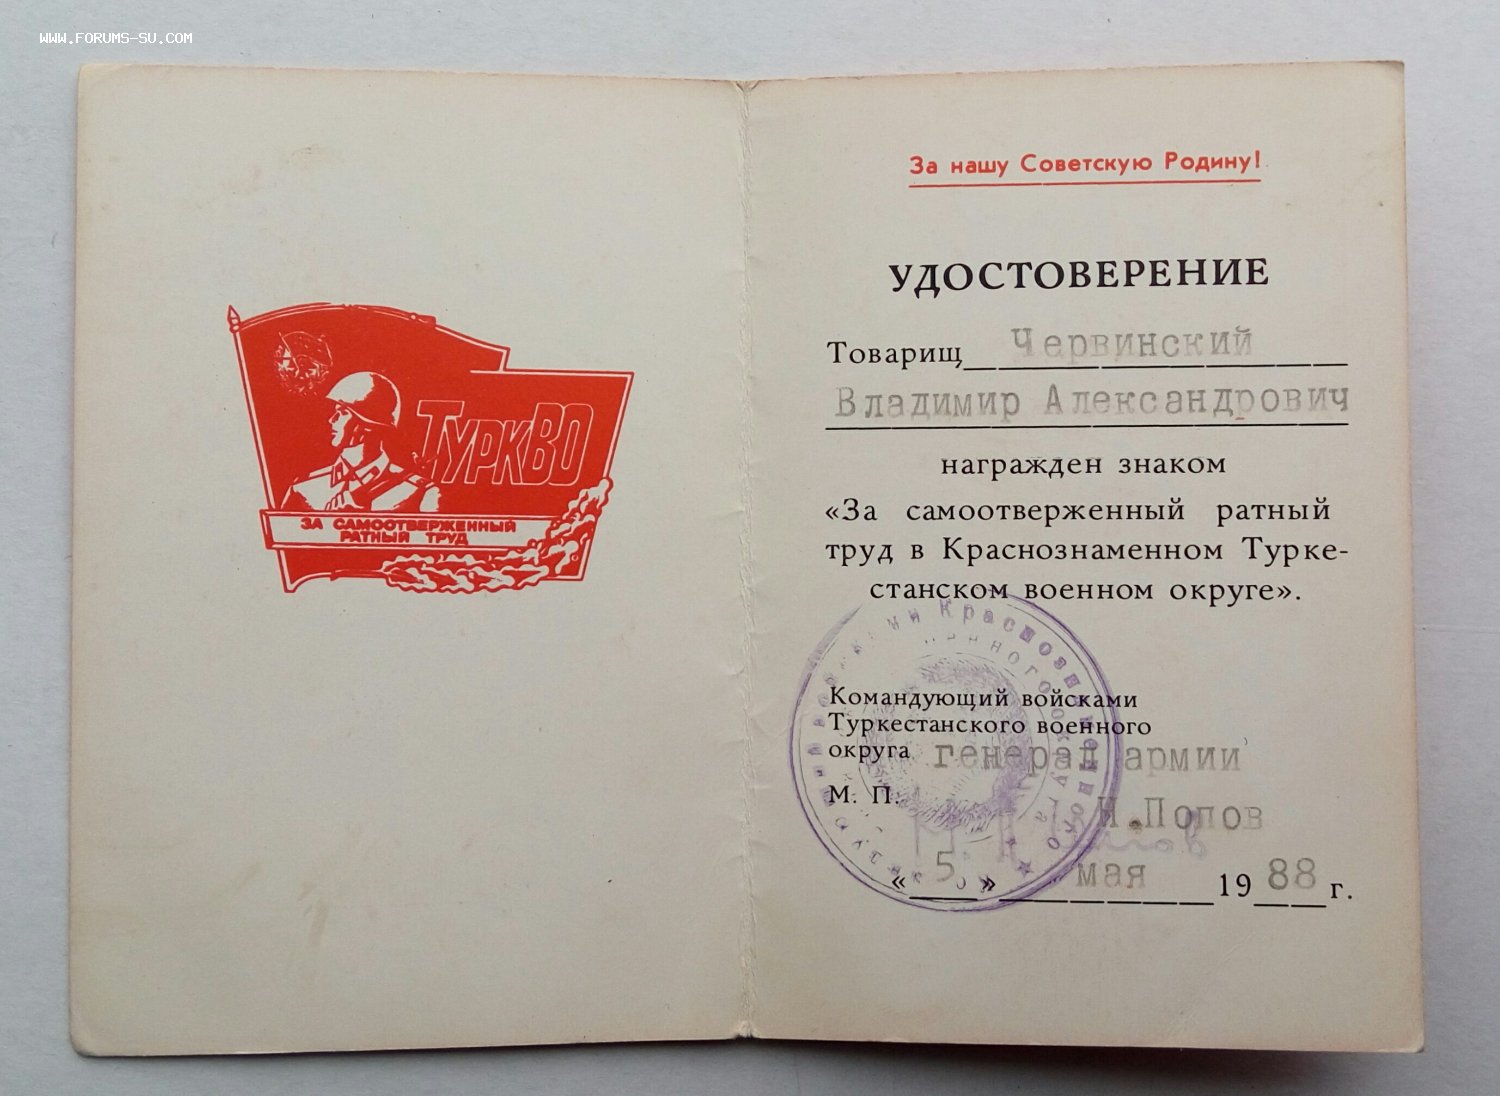 WWW.FORUMS-SU.COM
ТуркВО
ЗА САМООТВЕРЖЕННЫЙ
РАТНЫЙ ТРУД
За нашу Советскую Родину!
УДОСТОВЕРЕНИЕ
Товарищ Червинский
Владимир Александрович
награжден знаком
«За самоотверженный ратный
труд в Краснознаменном Турке-
станском военном округе».
Командующий войсками
Туркестанского военного
округа генерал армии
М. П.
Н.Попов
«5» мая 1988 г.